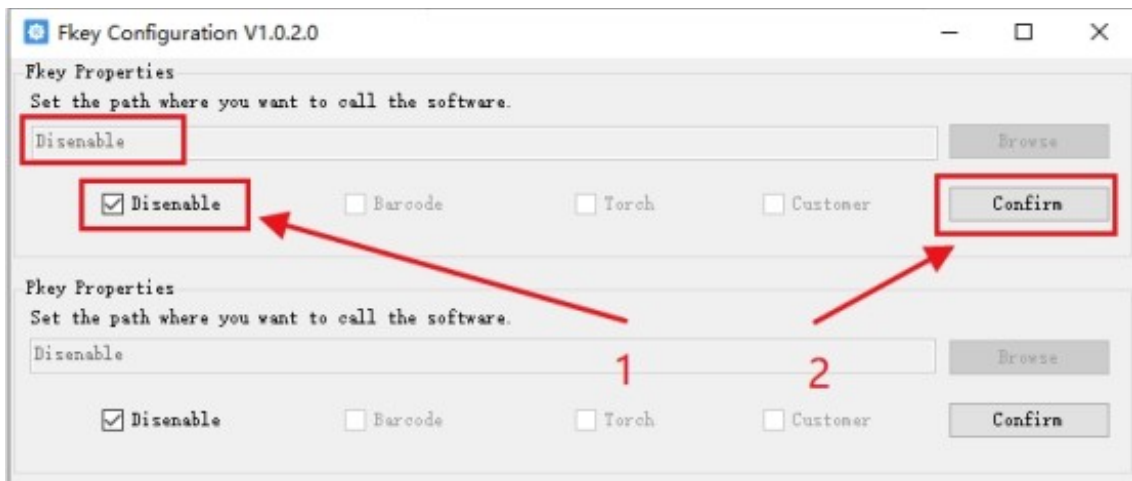 Fkey Configuration V1.0.2.0
Fkey Properties
Set the path where you want to call the software.
Disenable Browse
Disenable Barcode Torch Customer Confirm
Fkey Properties
Set the path where you want to call the software.
Disenable Browse
1 2
Disenable Barcode Torch Customer Confirm